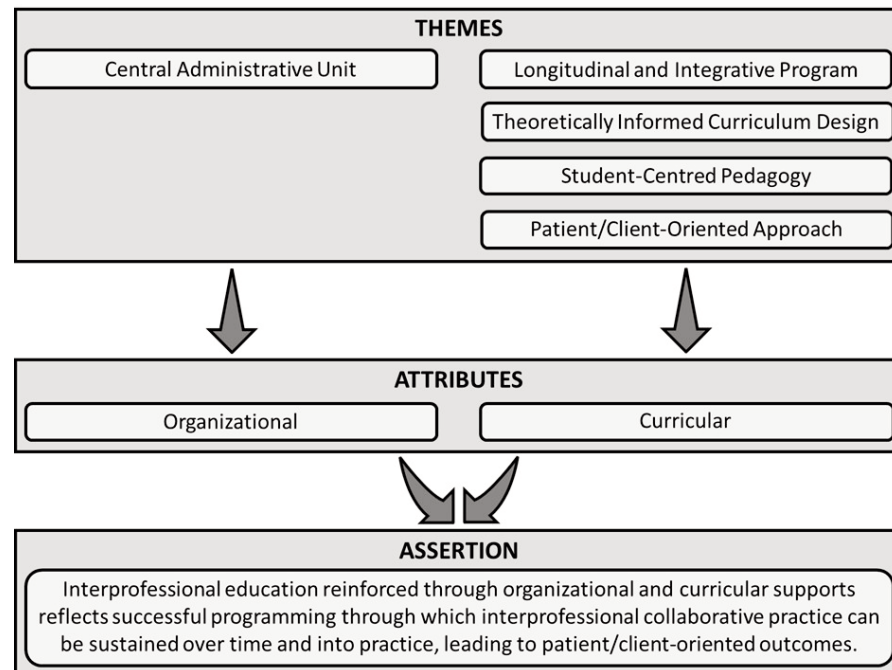 THEMES
Central Administrative Unit
Longitudinal and Integrative Program
Theoretically Informed Curriculum Design
Student-Centred Pedagogy
Patient/Client-Oriented Approach
ATTRIBUTES
Organizational
Curricular
ASSERTION
Interprofessional education reinforced through organizational and curricular supports
reflects successful programming through which interprofessional collaborative practice can
be sustained over time and into practice, leading to patient/client-oriented outcomes.